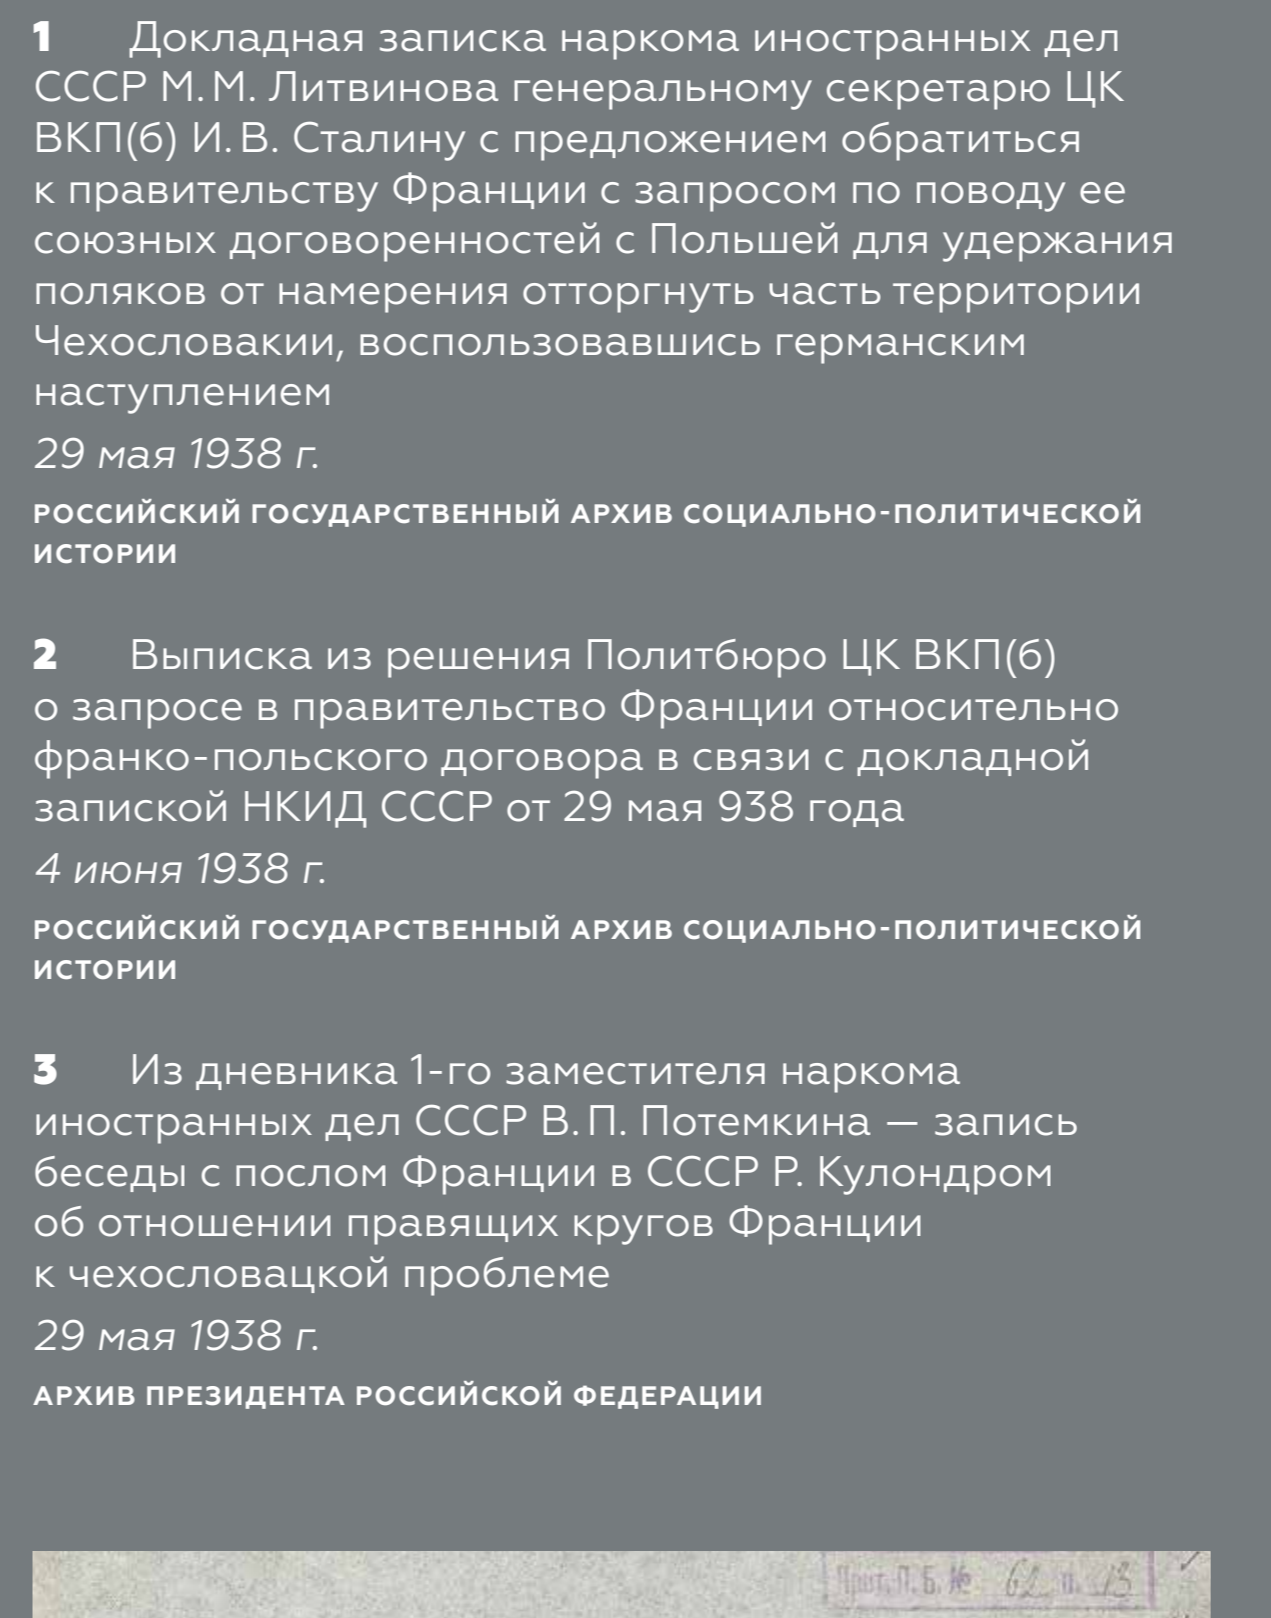 1 Докладная записка наркома иностранных дел
СССР М. М. Литвинова генеральному секретарю ЦК
ВКП(б) И. В. Сталину с предложением обратиться
к правительству Франции с запросом по поводу ее
союзных договоренностей с Польшей для удержания
поляков от намерения отторгнуть часть территории
Чехословакии, воспользовавшись германским
наступлением
29 мая 1938 г.
РОССИЙСКИЙ ГОСУДАРСТВЕННЫЙ АРХИВ СОЦИАЛЬНО-ПОЛИТИЧЕСКОЙ
ИСТОРИИ
2 Выписка из решения Политбюро ЦК ВКП(б)
о запросе в правительство Франции относительно
франко-польского договора в связи с докладной
запиской НКИД СССР от 29 мая 938 года
4 июня 1938 г.
РОССИЙСКИЙ ГОСУДАРСТВЕННЫЙ АРХИВ СОЦИАЛЬНО-ПОЛИТИЧЕСКОЙ
ИСТОРИИ
3 Из дневника 1-го заместителя наркома
иностранных дел СССР В. П. Потемкина — запись
беседы с послом Франции в СССР Р. Кулондром
об отношении правящих кругов Франции
к чехословацкой проблеме
29 мая 1938 г.
АРХИВ ПРЕЗИДЕНТА РОССИЙСКОЙ ФЕДЕРАЦИИ
Прот. П. Б. № 62 п. 13